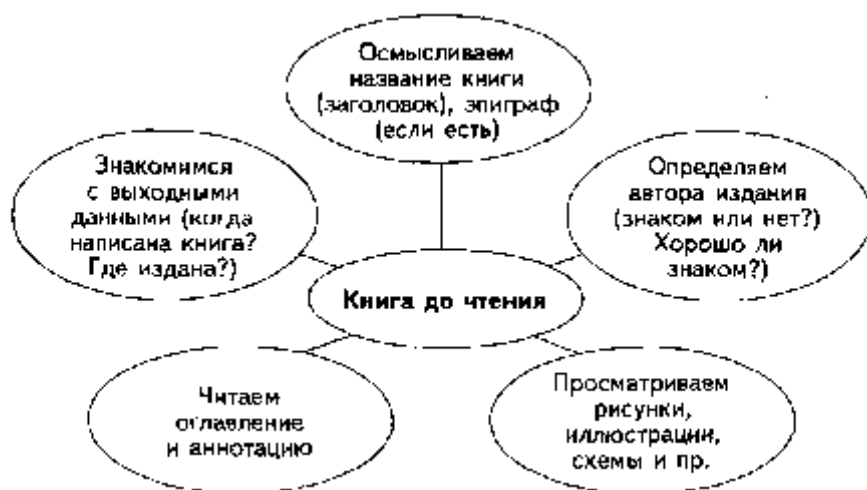 Осмысливаем
название книги
(заголовок), эпиграф
(если есть)
Знакомимся
с выходными
данными (когда
написана книга?
Где издана?)
Определяем
автора издания
(знаком или нет?)
Хорошо ли
знаком?)
Книга до чтения
Читаем
оглавление
и аннотацию
Просматриваем
рисунки,
иллюстрации,
схемы и пр.